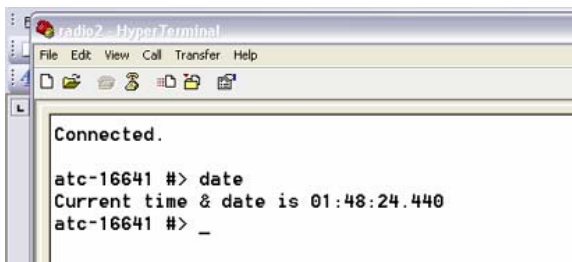 radio2 - HyperTerminal
File Edit View Call Transfer Help
Connected.
atc-16641 #> date
Current time & date is 01:48:24.440
atc-16641 #> _